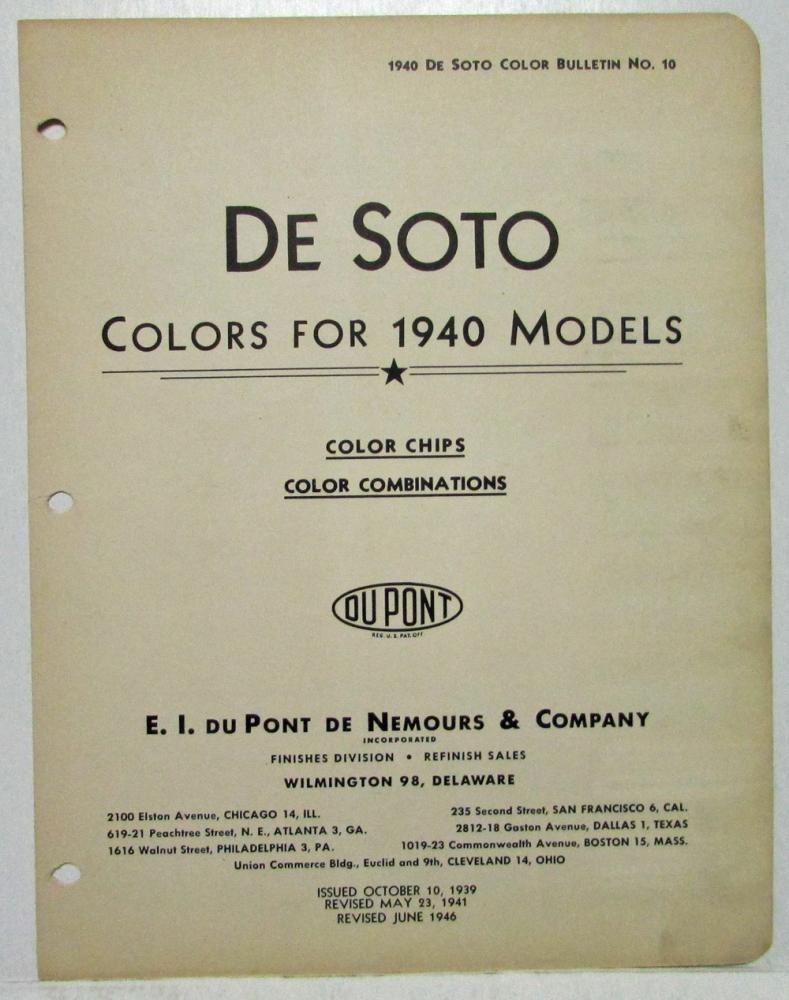 1940 De Soto Color Bulletin No. 10
De Soto
Colors for 1940 Models
COLOR CHIPS
COLOR COMBINATIONS
DU PONT
REG. U. S. PAT. OFF.
E. I. du Pont de Nemours & Company
INCORPORATED
FINISHES DIVISION • REFINISH SALES
WILMINGTON 98, DELAWARE
2100 Elston Avenue, CHICAGO 14, ILL. 235 Second Street, SAN FRANCISCO 6, CAL.
619-21 Peachtree Street, N. E., ATLANTA 3, GA. 2812-18 Gaston Avenue, DALLAS 1, TEXAS
1616 Walnut Street, PHILADELPHIA 3, PA. 1019-23 Commonwealth Avenue, BOSTON 15, MASS.
Union Commerce Bldg., Euclid and 9th, CLEVELAND 14, OHIO
ISSUED OCTOBER 10, 1939
REVISED MAY 23, 1941
REVISED JUNE 1946